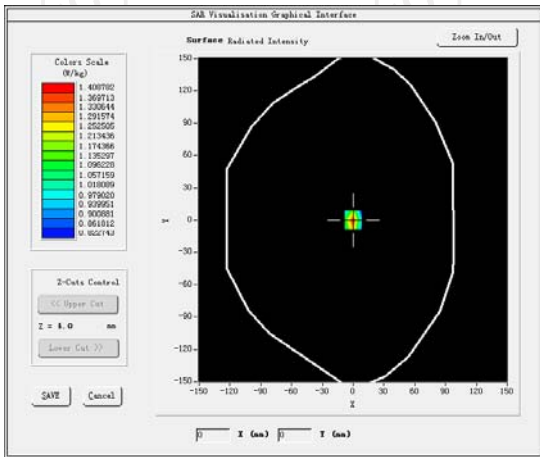 SAR Visualisation Graphical Interface
Surface Radiated Intensity
Zoom In/Out
Colors Scale
(W/kg)
1.408782
1.369713
1.330644
1.291574
1.252505
1.213436
1.174366
1.135297
1.096228
1.057159
1.018089
0.979020
0.939951
0.900881
0.861812
0.822743
150
120
90
60
30
0
-30
-60
-90
-120
-150
Y
-150 -120 -90 -60 -30 0 30 60 90 120 150
X
Z-Cuts Control
<< Upper Cut
Z = 4.0 mm
Lower Cut >>
SAVE Cancel
0 X (mm) 0 Y (mm)